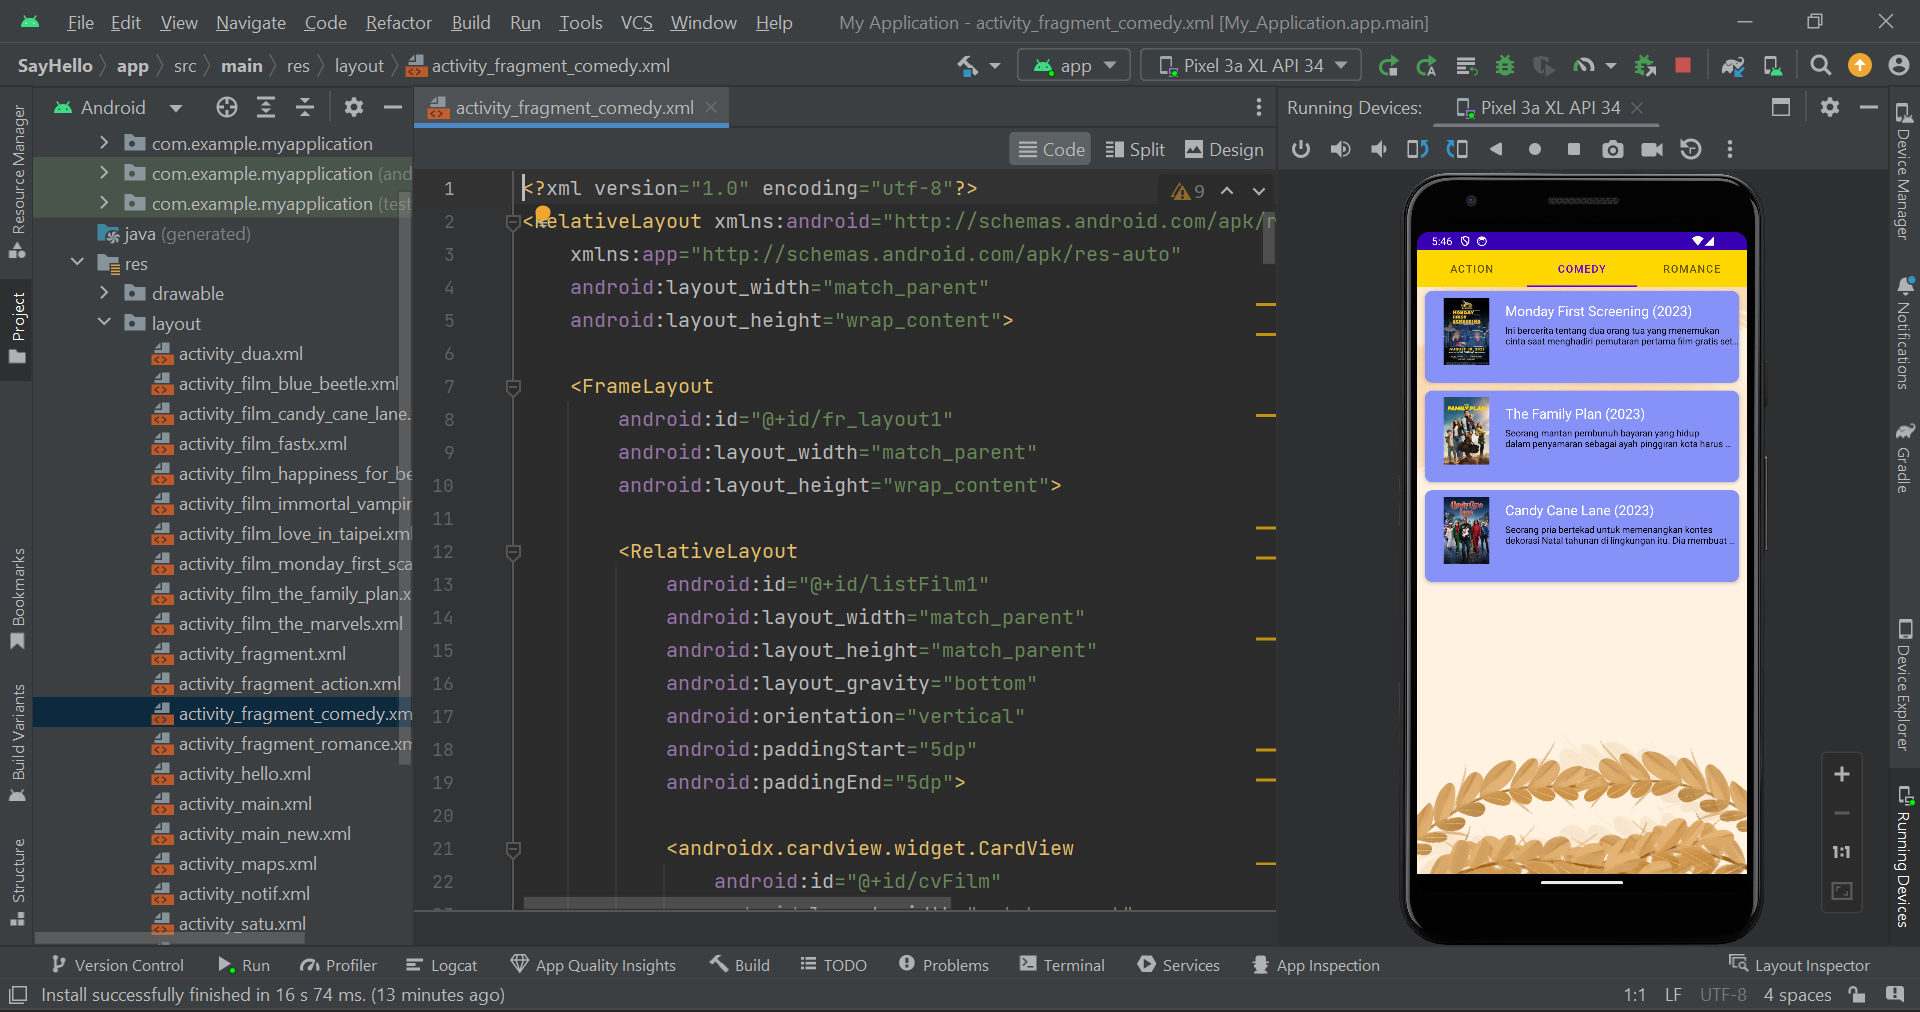 File Edit View Navigate Code Refactor Build Run Tools VCS Window Help My Application - activity_fragment_comedy.xml [My_Application.app.main]
SayHello app src main res layout activity_fragment_comedy.xml app Pixel 3a XL API 34
Resource Manager
Project
Bookmarks
Build Variants
Structure
Android
com.example.myapplication
com.example.myapplication (and
com.example.myapplication (test
java (generated)
res
drawable
layout
activity_dua.xml
activity_film_blue_beetle.xml
activity_film_candy_cane_lane.
activity_film_fastx.xml
activity_film_happiness_for_be
activity_film_immortal_vampir
activity_film_love_in_taipei.xml
activity_film_monday_first_sca
activity_film_the_family_plan.x
activity_film_the_marvels.xml
activity_fragment.xml
activity_fragment_action.xml
activity_fragment_comedy.xm
activity_fragment_romance.xm
activity_hello.xml
activity_main.xml
activity_main_new.xml
activity_maps.xml
activity_notif.xml
activity_satu.xml
activity_fragment_comedy.xml
Code Split Design
9
1 <?xml version="1.0" encoding="utf-8"?>
2 <RelativeLayout xmlns:android="http://schemas.android.com/apk/r
3 xmlns:app="http://schemas.android.com/apk/res-auto"
4 android:layout_width="match_parent"
5 android:layout_height="wrap_content">
6
7 <FrameLayout
8 android:id="@+id/fr_layout1"
9 android:layout_width="match_parent"
10 android:layout_height="wrap_content">
11
12 <RelativeLayout
13 android:id="@+id/listFilm1"
14 android:layout_width="match_parent"
15 android:layout_height="match_parent"
16 android:layout_gravity="bottom"
17 android:orientation="vertical"
18 android:paddingStart="5dp"
19 android:paddingEnd="5dp">
20
21 <androidx.cardview.widget.CardView
22 android:id="@+id/cvFilm"
Running Devices: Pixel 3a XL API 34
5:46
ACTION COMEDY ROMANCE
Monday First Screening (2023)
Ini bercerita tentang dua orang tua yang menemukan
cinta saat menghadiri pemutaran pertama film gratis set...
The Family Plan (2023)
Seorang mantan pembunuh bayaran yang hidup
dalam penyamaran sebagai ayah pinggiran kota harus ...
Candy Cane Lane (2023)
Seorang pria bertekad untuk memenangkan kontes
dekorasi Natal tahunan di lingkungan itu. Dia membuat ...
1:1
Device Manager
Notifications
Gradle
Device Explorer
Running Devices
Version Control Run Profiler Logcat App Quality Insights Build TODO Problems Terminal Services App Inspection Layout Inspector
Install successfully finished in 16 s 74 ms. (13 minutes ago) 1:1 LF UTF-8 4 spaces